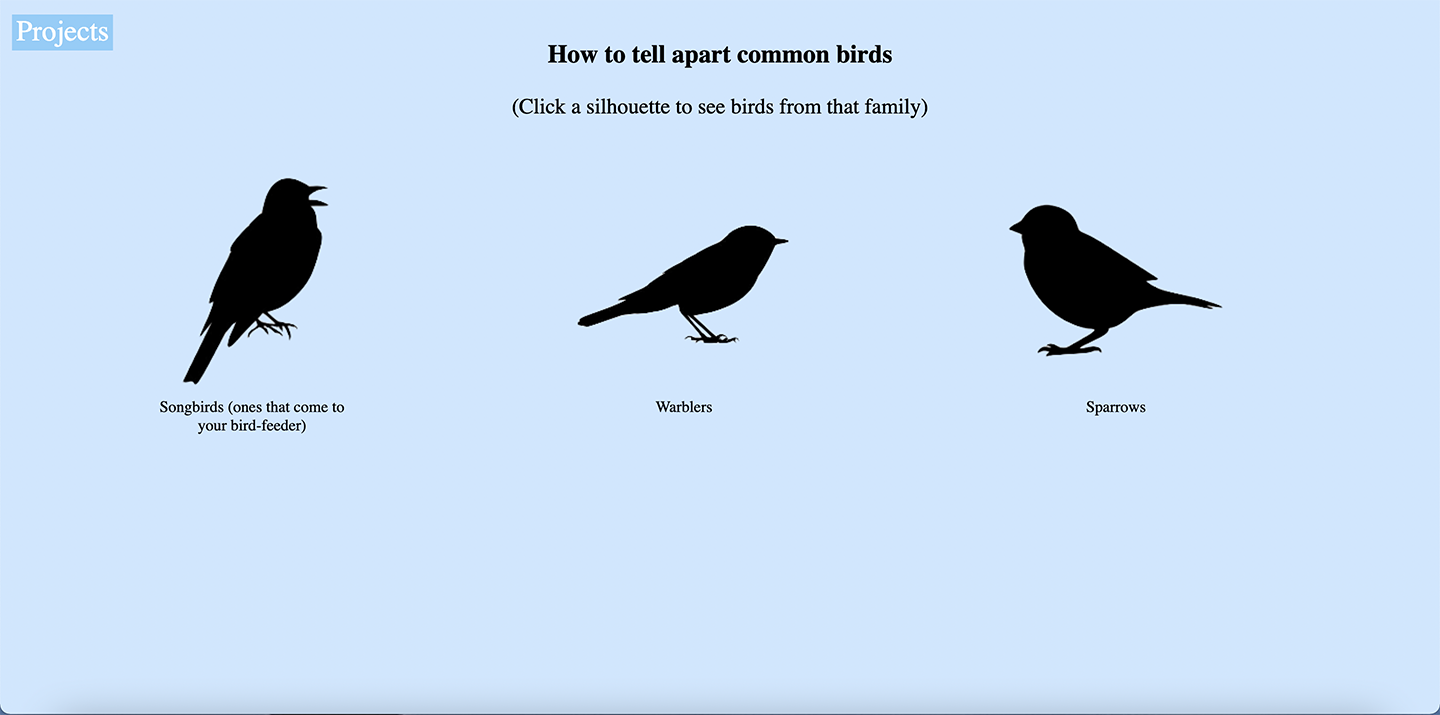 Projects
How to tell apart common birds
(Click a silhouette to see birds from that family)
Songbirds (ones that come to
your bird-feeder)
Warblers
Sparrows